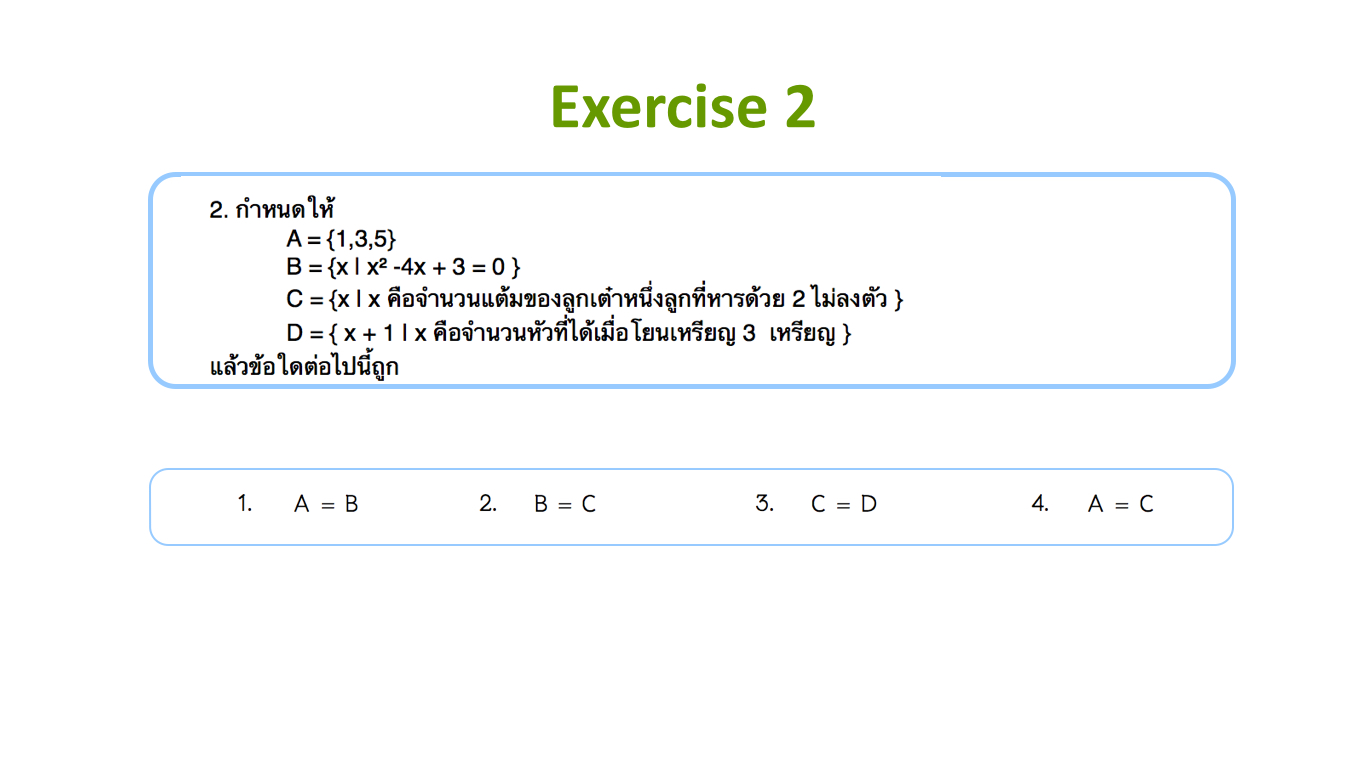 Exercise 2
2. กำหนดให้
A = {1,3,5}
B = {x | x² -4x + 3 = 0 }
C = {x | x คือจำนวนแต้มของลูกเต๋าหนึ่งลูกที่หารด้วย 2 ไม่ลงตัว }
D = { x + 1 | x คือจำนวนหัวที่ได้เมื่อโยนเหรียญ 3 เหรียญ }
แล้วข้อใดต่อไปนี้ถูก
1. A = B 2. B = C 3. C = D 4. A = C